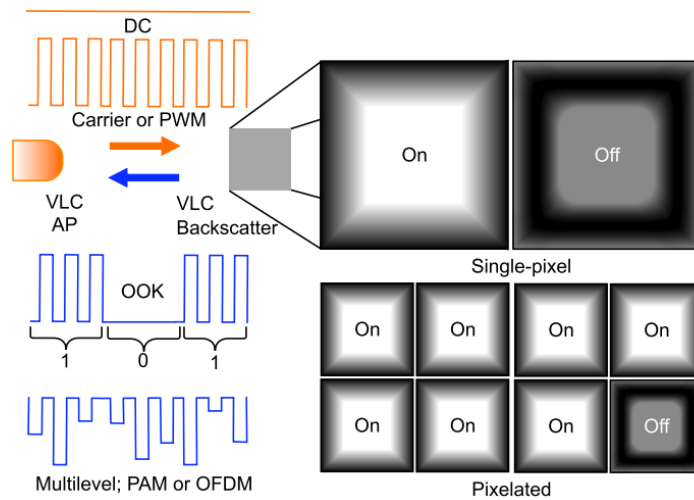 DC
Carrier or PWM
VLC
AP
VLC
Backscatter
OOK
1
0
1
Multilevel; PAM or OFDM
On
Off
Single-pixel
On
On
On
On
On
On
On
Off
Pixelated